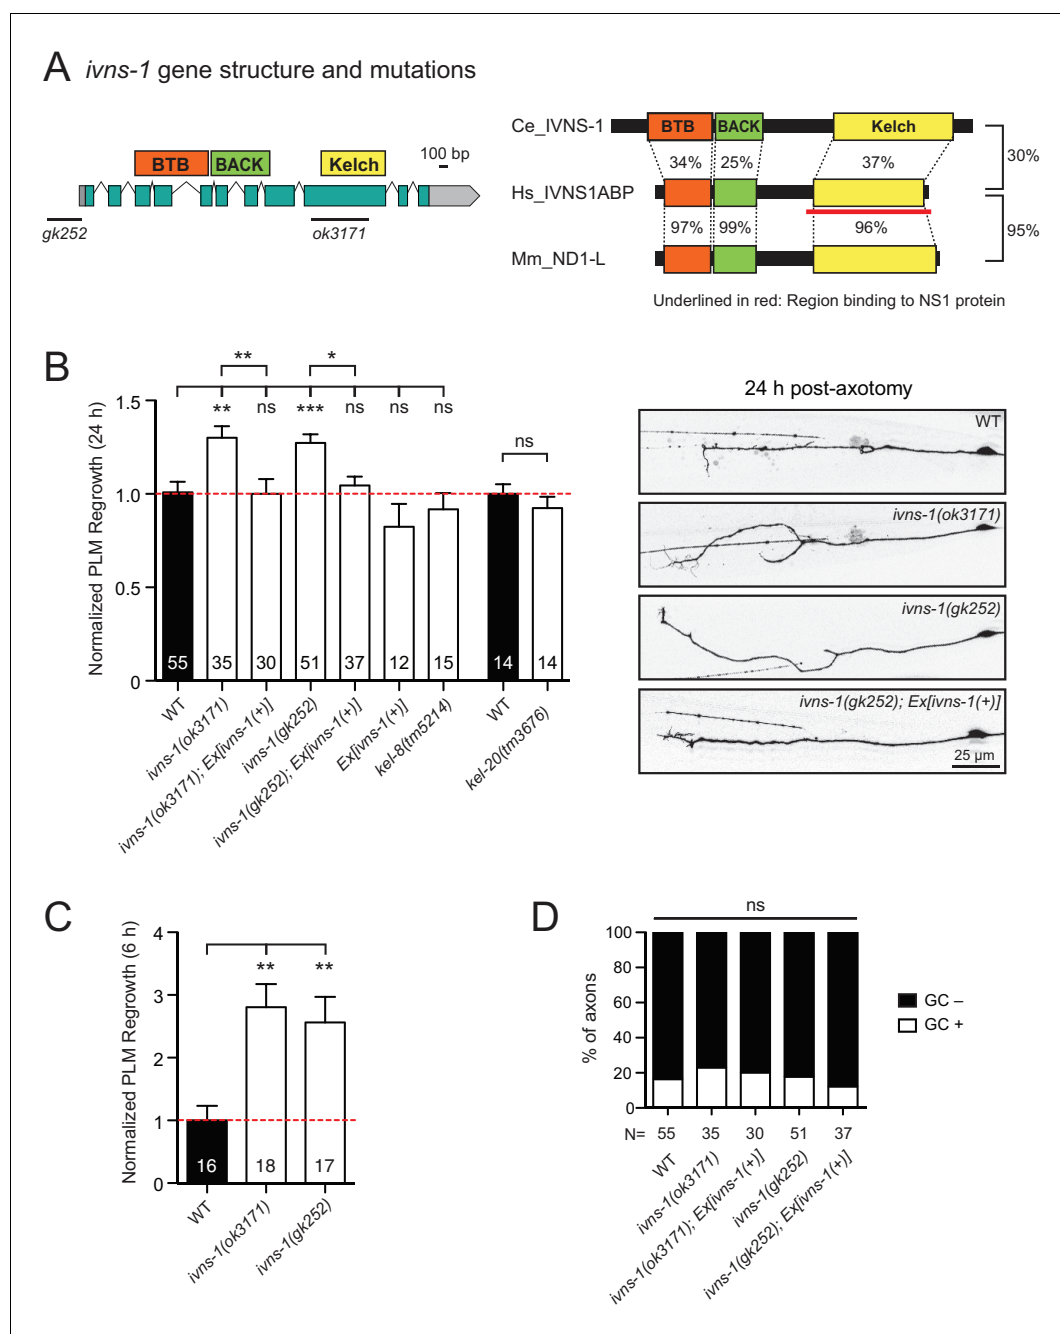 A ivns-1 gene structure and mutations
BTB BACK Kelch
100 bp
gk252
ok3171
Ce_IVNS-1
BTB BACK Kelch
34% 25% 37%
30%
Hs_IVNS1ABP
97% 99% 96%
95%
Mm_ND1-L
Underlined in red: Region binding to NS1 protein
B
Normalized PLM Regrowth (24 h)
1.5
1.0
0.5
0
** *
** ns *** ns ns ns
ns
55 35 30 51 37 12 15 14 14
WT
ivns-1(ok3171)
ivns-1(ok3171); Ex[ivns-1(+)]
ivns-1(gk252)
ivns-1(gk252); Ex[ivns-1(+)]
Ex[ivns-1(+)]
kel-8(tm5214)
WT
kel-20(tm3676)
24 h post-axotomy
WT
ivns-1(ok3171)
ivns-1(gk252)
ivns-1(gk252); Ex[ivns-1(+)]
25 µm
C
Normalized PLM Regrowth (6 h)
4
3
2
1
0
** **
16 18 17
WT
ivns-1(ok3171)
ivns-1(gk252)
D
ns
% of axons
100
80
60
40
20
0
GC –
GC +
N= 55 35 30 51 37
WT
ivns-1(ok3171)
ivns-1(ok3171); Ex[ivns-1(+)]
ivns-1(gk252)
ivns-1(gk252); Ex[ivns-1(+)]